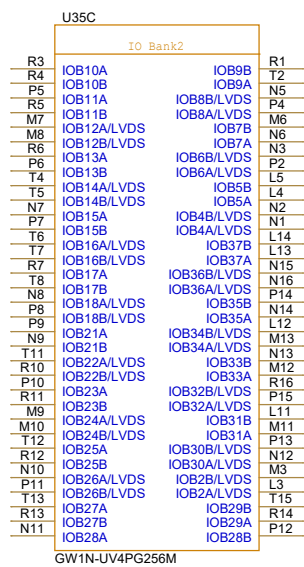 U35C
IO Bank2
R3 IOB10A IOB9B R1
R4 IOB10B IOB9A T2
P5 IOB11A IOB8B/LVDS N5
R5 IOB11B IOB8A/LVDS P4
M7 IOB12A/LVDS IOB7B M6
M8 IOB12B/LVDS IOB7A N6
R6 IOB13A IOB6B/LVDS N3
P6 IOB13B IOB6A/LVDS P2
T4 IOB14A/LVDS IOB5B L5
T5 IOB14B/LVDS IOB5A L4
N7 IOB15A IOB4B/LVDS N2
P7 IOB15B IOB4A/LVDS N1
T6 IOB16A/LVDS IOB37B L14
T7 IOB16B/LVDS IOB37A L13
R7 IOB17A IOB36B/LVDS N15
T8 IOB17B IOB36A/LVDS N16
N8 IOB18A/LVDS IOB35B P14
P8 IOB18B/LVDS IOB35A N14
P9 IOB21A IOB34B/LVDS L12
N9 IOB21B IOB34A/LVDS M13
T11 IOB22A/LVDS IOB33B N13
R10 IOB22B/LVDS IOB33A M12
P10 IOB23A IOB32B/LVDS R16
R11 IOB23B IOB32A/LVDS P15
M9 IOB24A/LVDS IOB31B L11
M10 IOB24B/LVDS IOB31A M11
T12 IOB25A IOB30B/LVDS P13
R12 IOB25B IOB30A/LVDS N12
N10 IOB26A/LVDS IOB2B/LVDS M3
P11 IOB26B/LVDS IOB2A/LVDS L3
T13 IOB27A IOB29B T15
R13 IOB27B IOB29A R14
N11 IOB28A IOB28B P12
GW1N-UV4PG256M